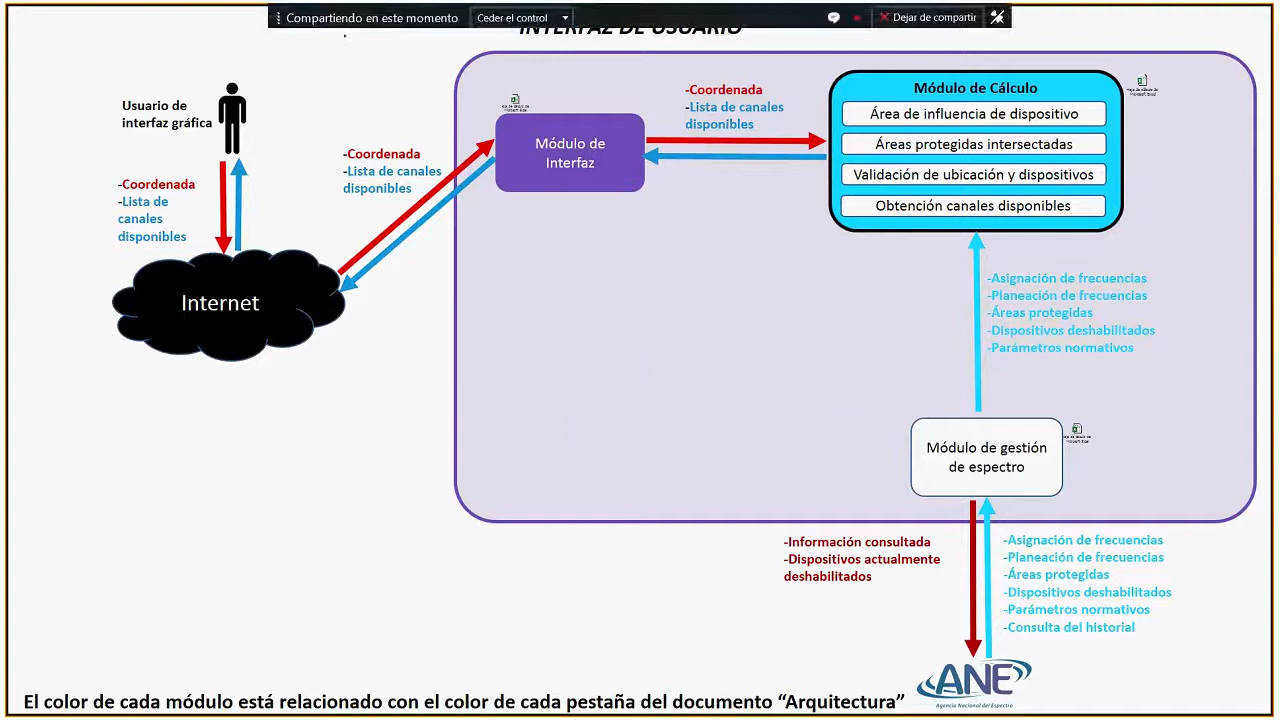 Compartiendo en este momento
Ceder el control
Dejar de compartir
INTERFAZ DE USUARIO
Usuario de
interfaz gráfica
-Coordenada
-Lista de
canales
disponibles
Internet
-Coordenada
-Lista de canales
disponibles
Módulo de
Interfaz
-Coordenada
-Lista de canales
disponibles
Módulo de Cálculo
Área de influencia de dispositivo
Áreas protegidas intersectadas
Validación de ubicación y dispositivos
Obtención canales disponibles
-Asignación de frecuencias
-Planeación de frecuencias
-Áreas protegidas
-Dispositivos deshabilitados
-Parámetros normativos
Módulo de gestión
de espectro
-Información consultada
-Dispositivos actualmente
deshabilitados
-Asignación de frecuencias
-Planeación de frecuencias
-Áreas protegidas
-Dispositivos deshabilitados
-Parámetros normativos
-Consulta del historial
ANE
Agencia Nacional del Espectro
El color de cada módulo está relacionado con el color de cada pestaña del documento “Arquitectura”